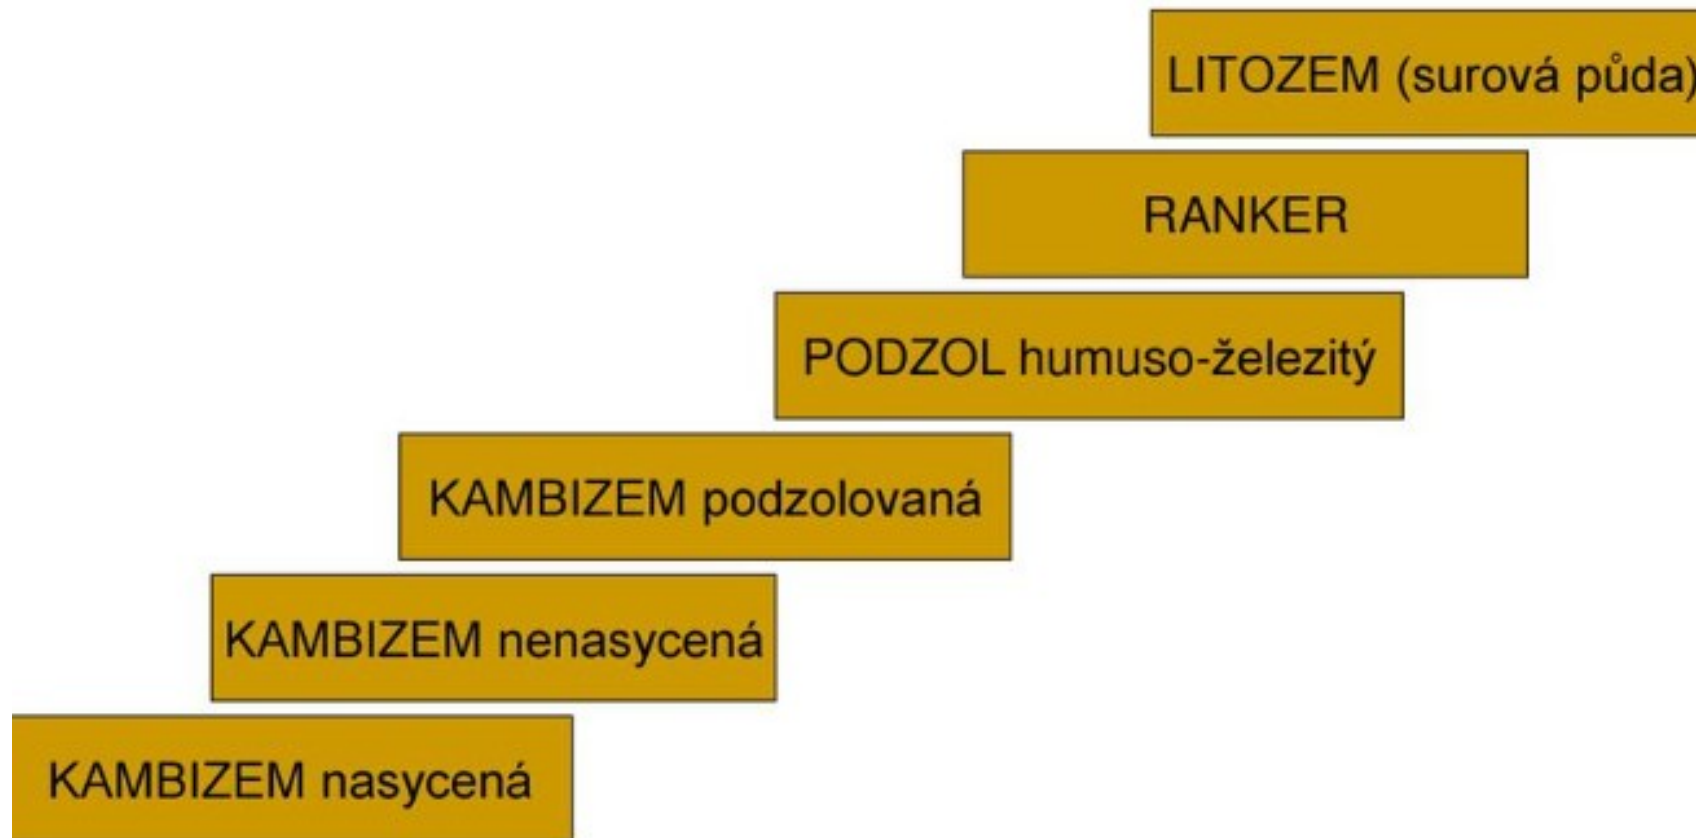 LITOZEM (surová půda)
RANKER
PODZOL humuso-železitý
KAMBIZEM podzolovaná
KAMBIZEM nenasycená
KAMBIZEM nasycená